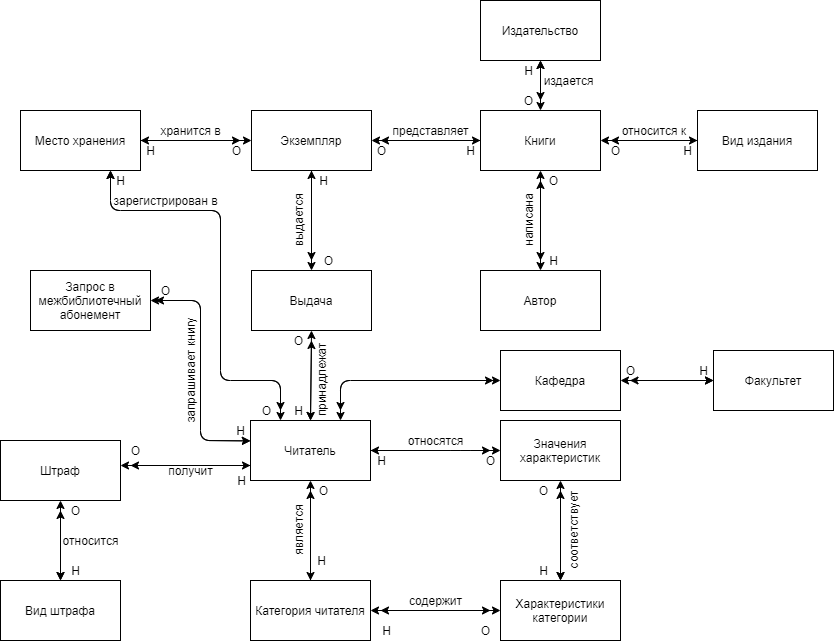 Издательство
Н
издается
О
Место хранения
хранится в
Н
О
Экземпляр
представляет
О
Н
Книги
относится к
О
Н
Вид издания
Н
зарегистрирован в
Н
выдается
О
О
написана
Н
Запрос в
межбиблиотечный
абонемент
О
Выдача
Автор
запрашивает книгу
О
принадлежат
О
Н
Кафедра
О
Н
Факультет
Н
Читатель
относятся
Н
О
Значения
характеристик
Штраф
О
получит
Н
О
является
Н
О
соответствует
Н
О
относится
Н
Вид штрафа
Категория читателя
содержит
Н
О
Характеристики
категории